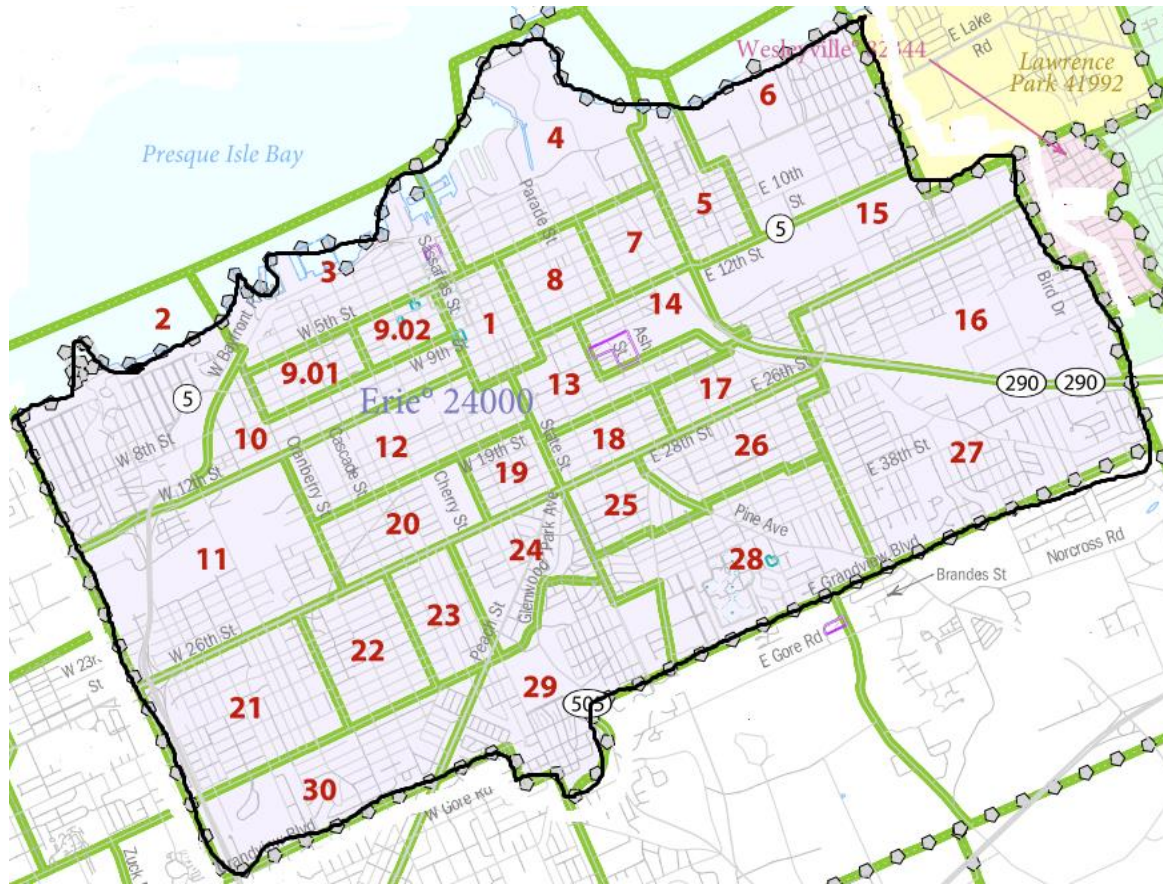 E Lake
Rd
Wesleyville°
Lawrence
Park 41992
6
4
Presque Isle Bay
Parade St
E 10th
St
5
15
5
7
E 12th St
3
Sassafras St
8
Bird Dr
2
W 5th St
1
14
16
W Bayfront
9.02
W 9th St
Ash
St
9.01
13
290
290
17
E 26th St
5
Erie° 24000
10
W 8th St
12
State St
18
26
Cranberry St
Cascade St
W 19th St
E 28th St
E 38th St
27
W 12th St
19
Cherry St
25
20
Pine Ave
24
Glenwood Park Ave
11
28
E Grandview Blvd
Norcross Rd
Brandes St
23
Peach St
W 26th St
22
E Gore Rd
W 23r
St
29
505
21
30
W Gore Rd
randview Blvd
Zuck